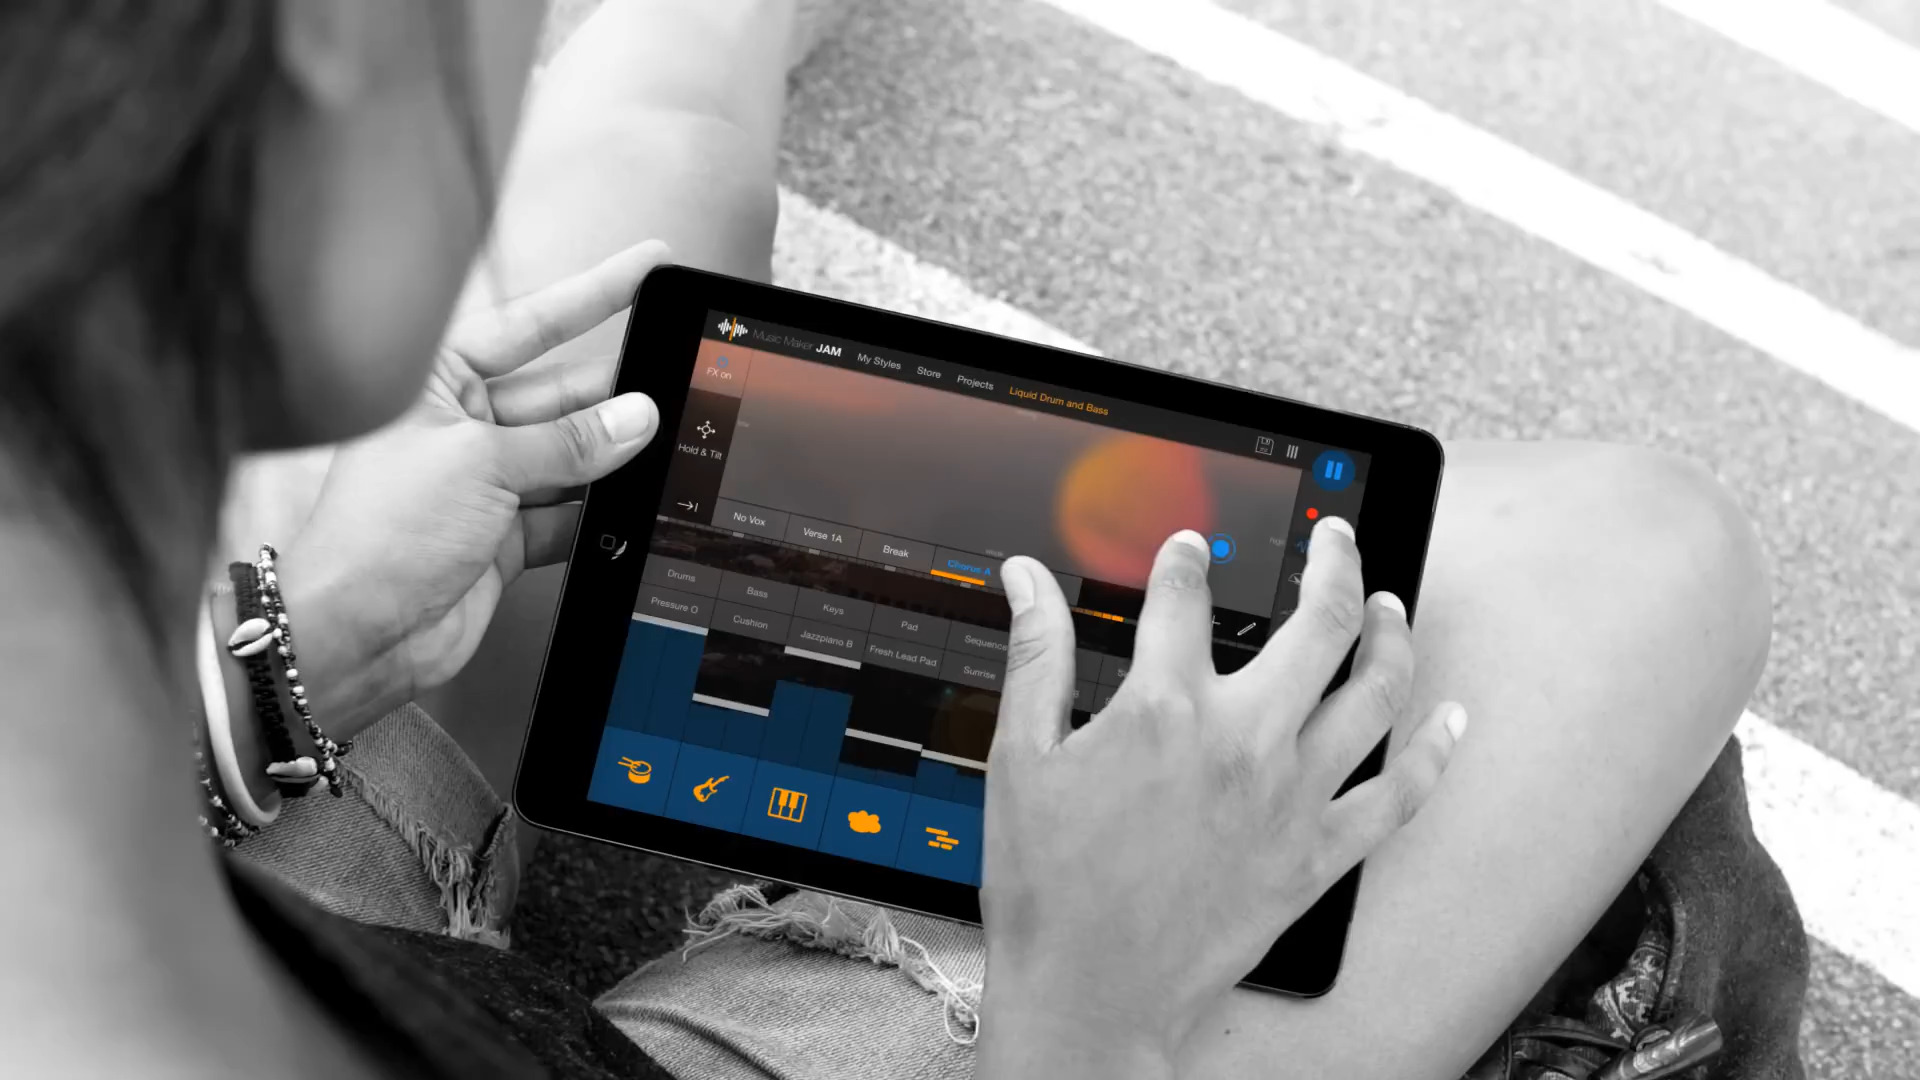 Music Maker JAM My Styles Store Projects Liquid Drum and Bass
FX on
Hold & Tilt
No Vox Verse 1A Break Chorus A
Drums Bass Keys Pad Sequence
Pressure O Cushion Jazzpiano B Fresh Lead Pad Sunrise